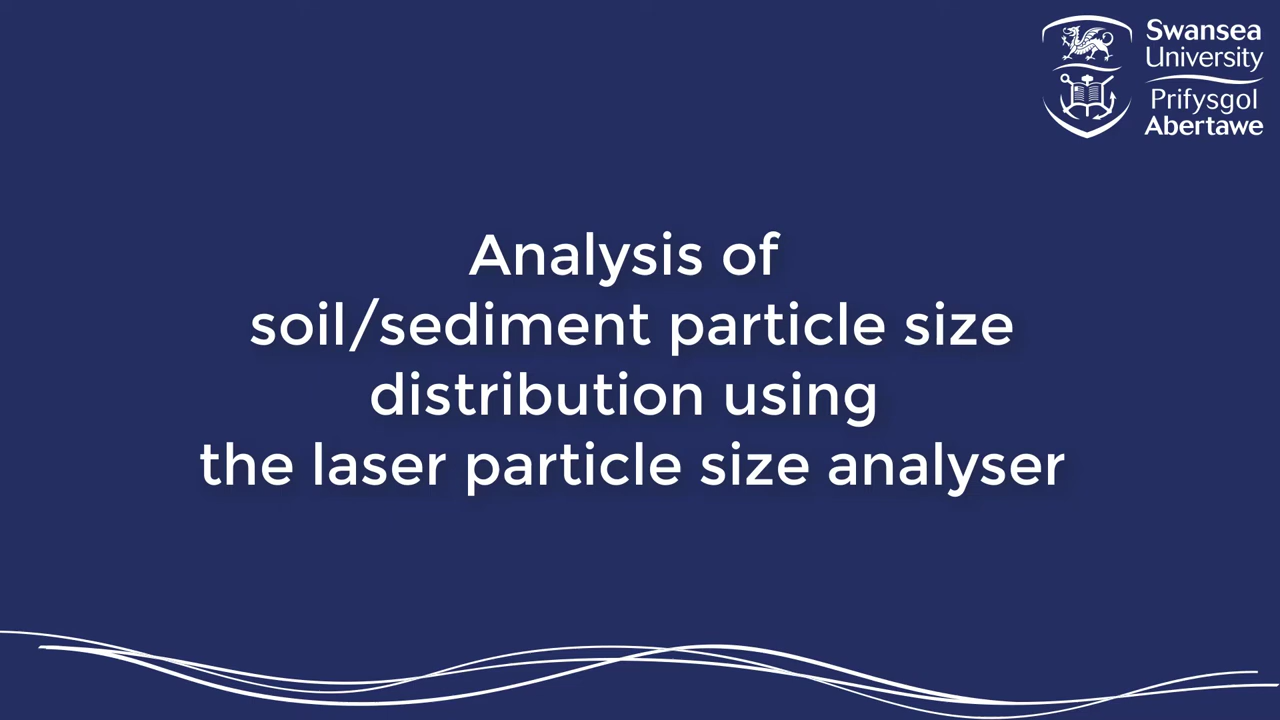 Swansea
University
Prifysgol
Abertawe
Analysis of
soil/sediment particle size
distribution using
the laser particle size analyser